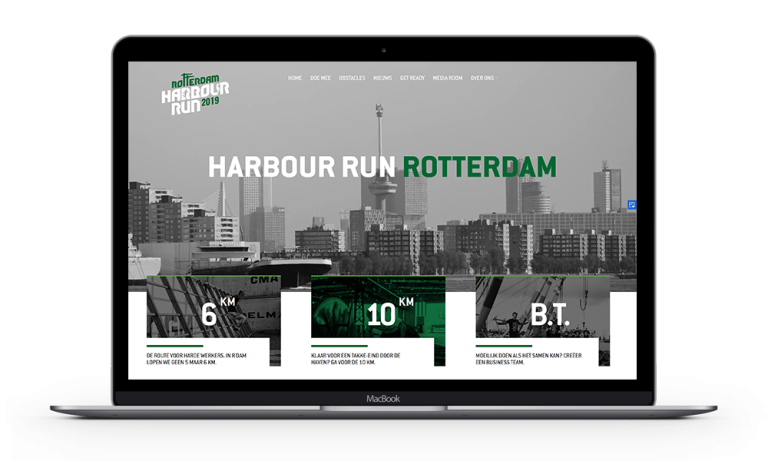 ROTTERDAM
HARBOUR
RUN 2019
HOME DOE MEE OBSTACLES NIEUWS GET READY MEDIA ROOM OVER ONS
HARBOUR RUN ROTTERDAM
CMA
6 KM
10 KM
B.T.
DE ROUTE VOOR HARDE WERKERS. IN R'DAM
LOPEN WE GEEN 5 MAAR 6 KM.
KLAAR VOOR EEN TAKKE-EIND DOOR DE
HAVEN? GA VOOR DE 10 KM.
MOEILIJK DOEN ALS HET SAMEN KAN? CREËER
EEN BUSINESS TEAM.
MacBook